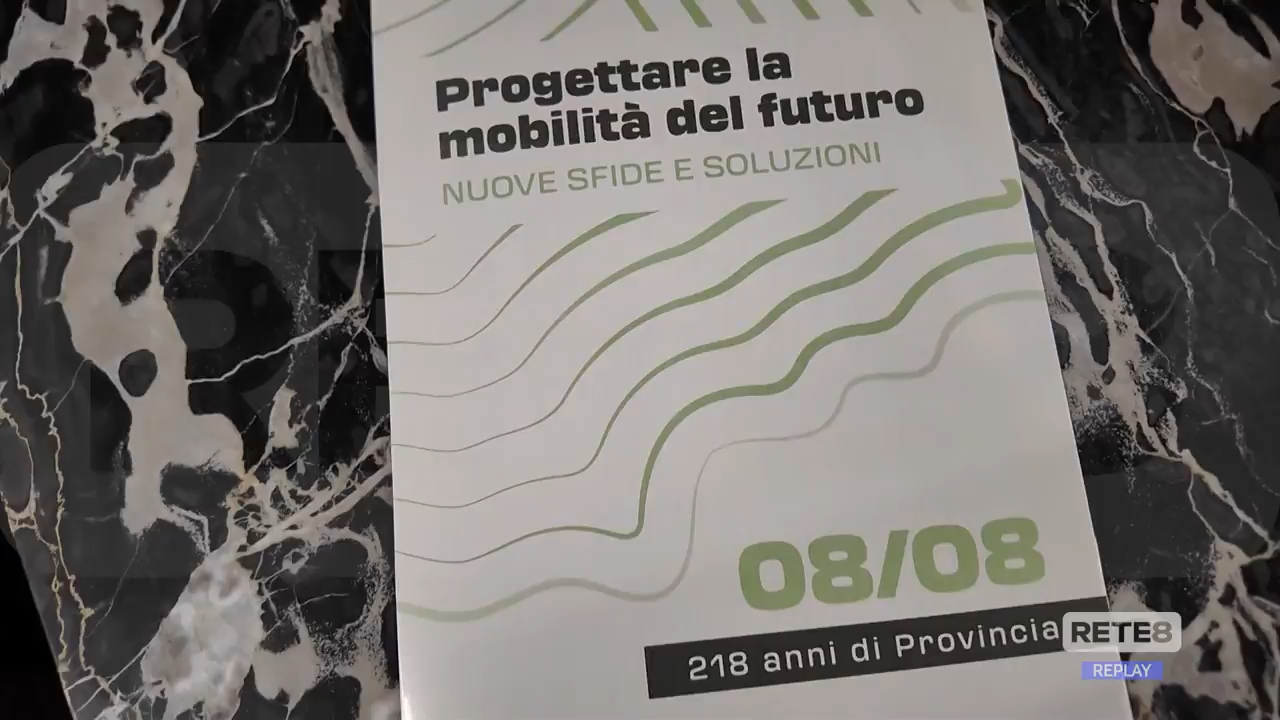 Progettare la
mobilità del futuro
NUOVE SFIDE E SOLUZIONI
08/08
218 anni di Provincia
RETE8
REPLAY